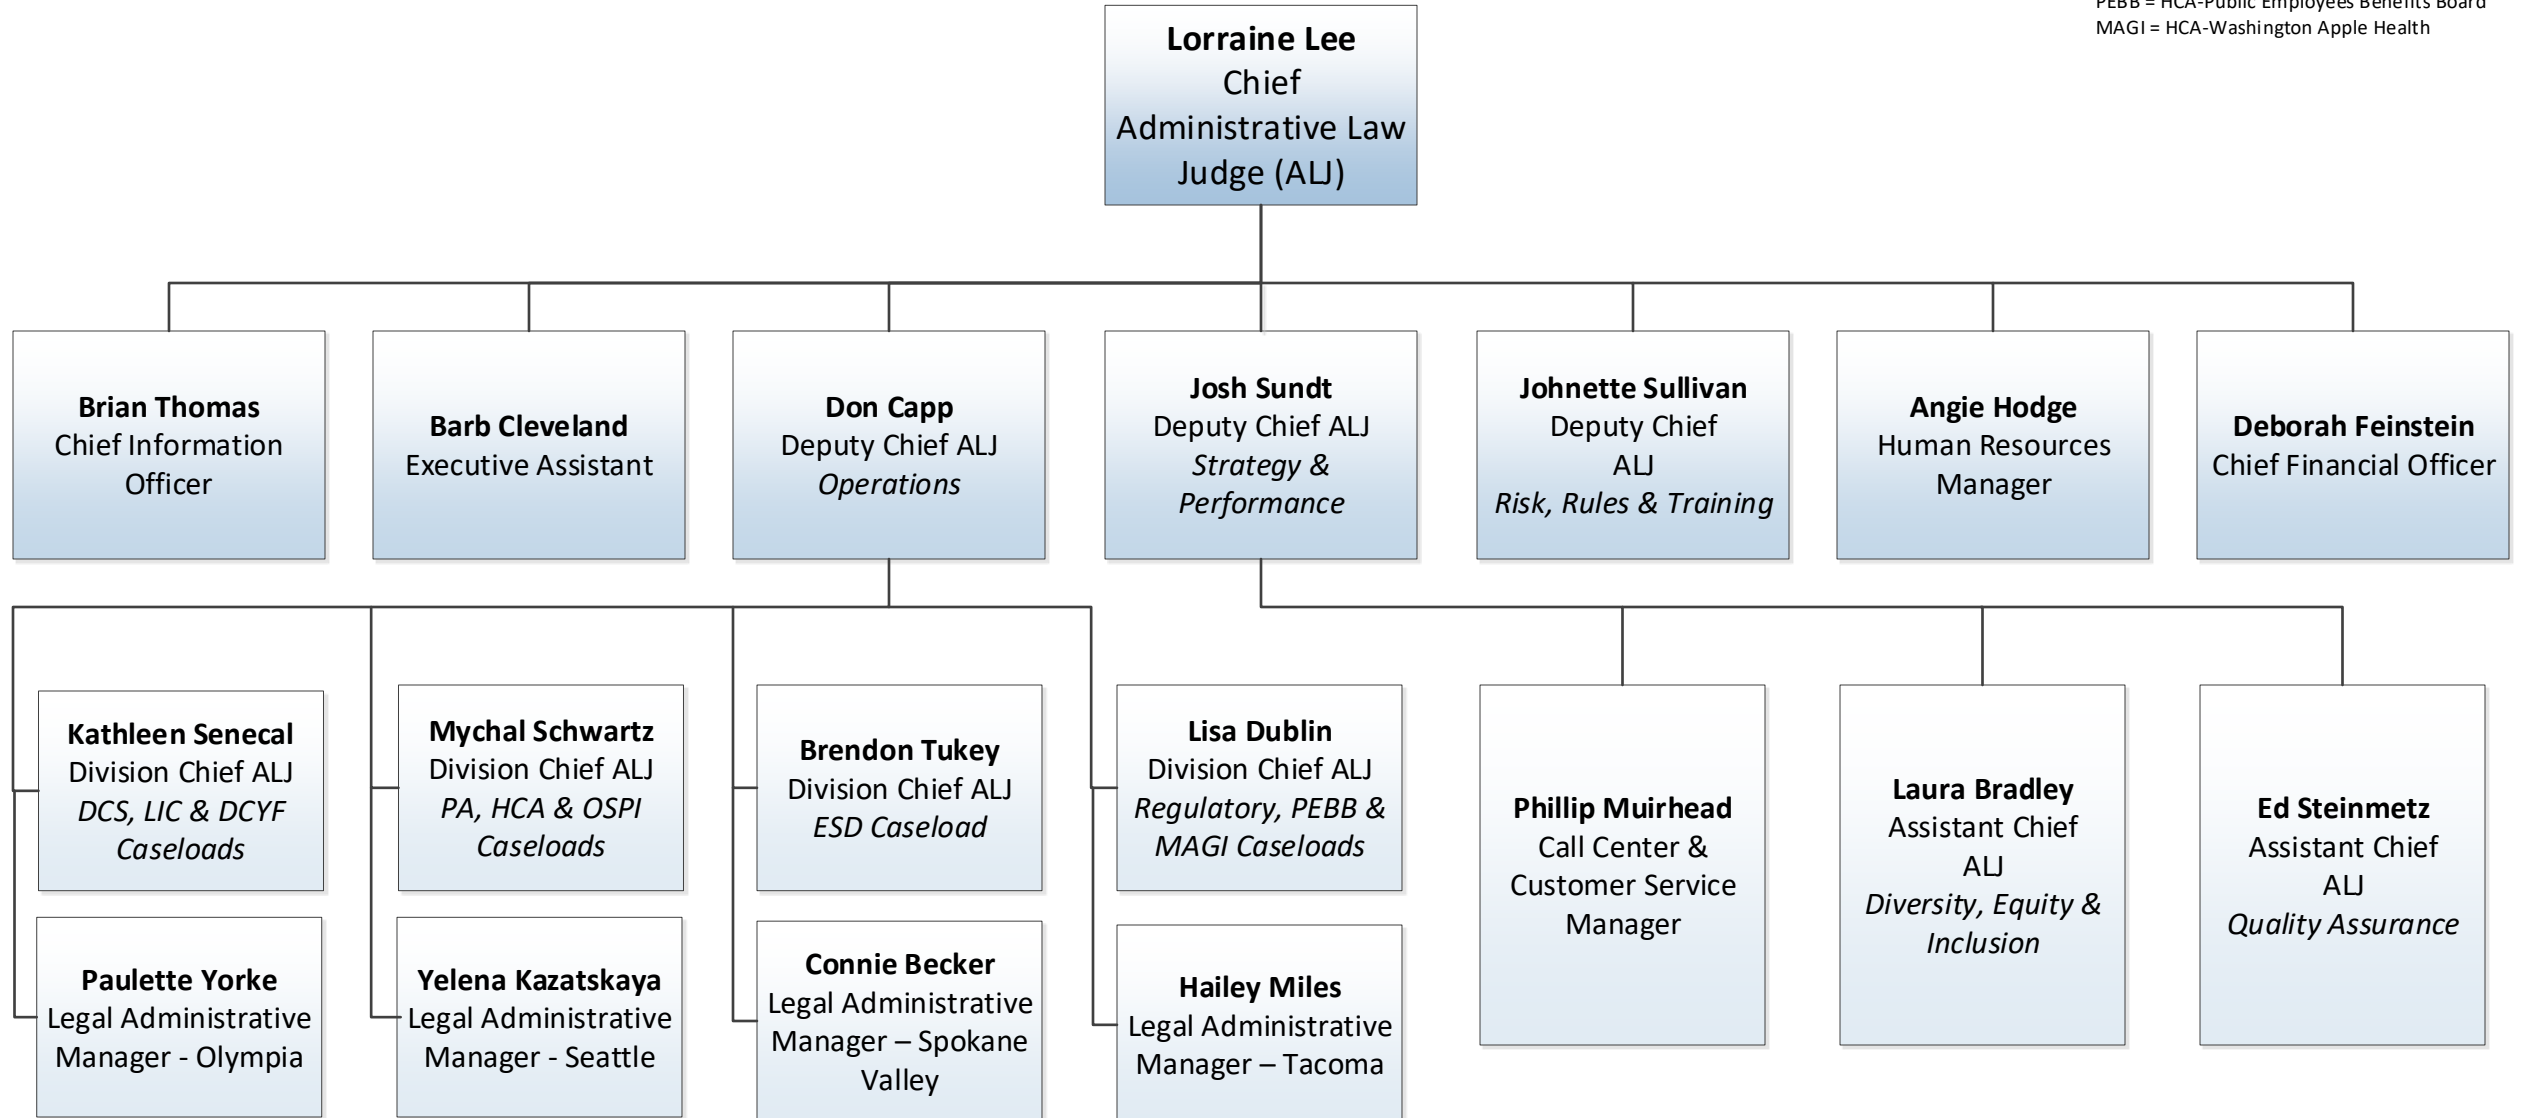 PEBB = HCA-Public Employees Benefits Board
MAGI = HCA-Washington Apple Health
Lorraine Lee
Chief
Administrative Law
Judge (ALJ)
Brian Thomas
Chief Information
Officer
Barb Cleveland
Executive Assistant
Don Capp
Deputy Chief ALJ
Operations
Josh Sundt
Deputy Chief ALJ
Strategy &
Performance
Johnette Sullivan
Deputy Chief
ALJ
Risk, Rules & Training
Angie Hodge
Human Resources
Manager
Deborah Feinstein
Chief Financial Officer
Kathleen Senecal
Division Chief ALJ
DCS, LIC & DCYF
Caseloads
Mychal Schwartz
Division Chief ALJ
PA, HCA & OSPI
Caseloads
Brendon Tukey
Division Chief ALJ
ESD Caseload
Lisa Dublin
Division Chief ALJ
Regulatory, PEBB &
MAGI Caseloads
Phillip Muirhead
Call Center &
Customer Service
Manager
Laura Bradley
Assistant Chief
ALJ
Diversity, Equity &
Inclusion
Ed Steinmetz
Assistant Chief
ALJ
Quality Assurance
Paulette Yorke
Legal Administrative
Manager - Olympia
Yelena Kazatskaya
Legal Administrative
Manager - Seattle
Connie Becker
Legal Administrative
Manager – Spokane
Valley
Hailey Miles
Legal Administrative
Manager – Tacoma